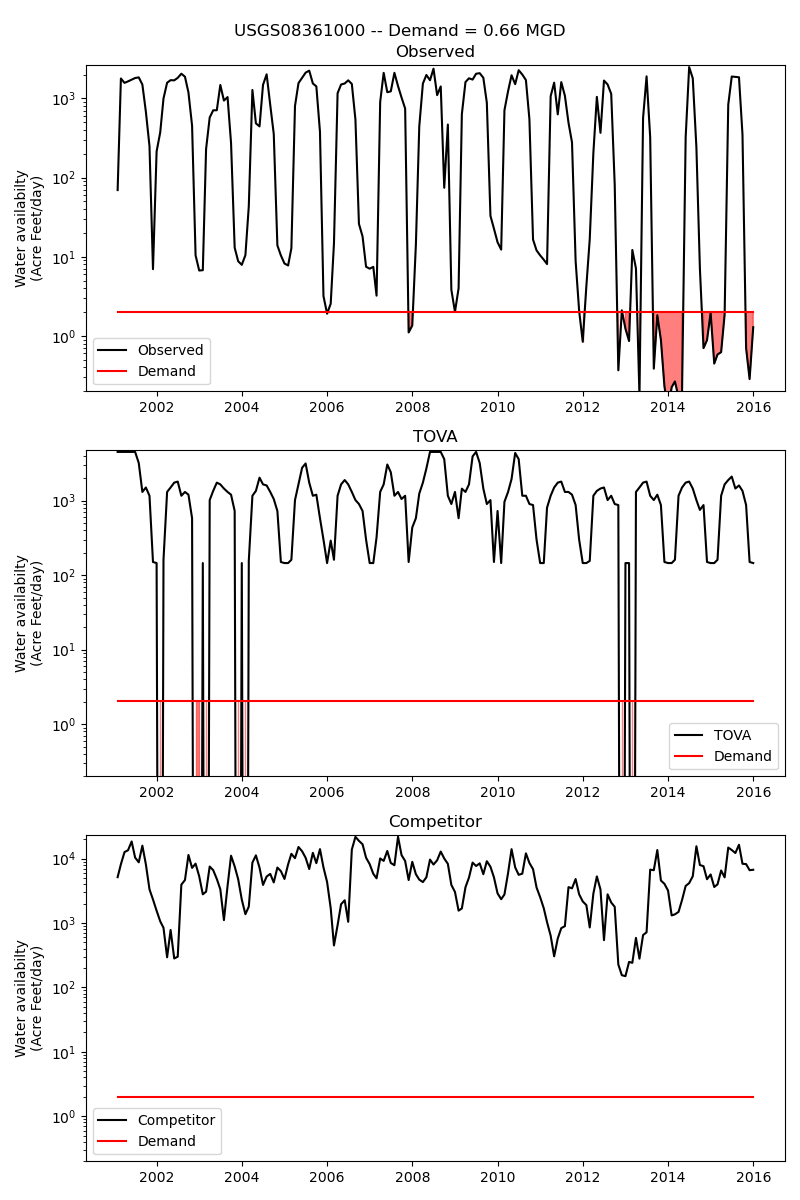 USGS08361000 -- Demand = 0.66 MGD
Observed
Water availabilty
(Acre Feet/day)
10³
10²
10¹
10⁰
Observed
Demand
2002 2004 2006 2008 2010 2012 2014 2016
TOVA
Water availabilty
(Acre Feet/day)
10³
10²
10¹
10⁰
TOVA
Demand
2002 2004 2006 2008 2010 2012 2014 2016
Competitor
Water availabilty
(Acre Feet/day)
10⁴
10³
10²
10¹
10⁰
Competitor
Demand
2002 2004 2006 2008 2010 2012 2014 2016